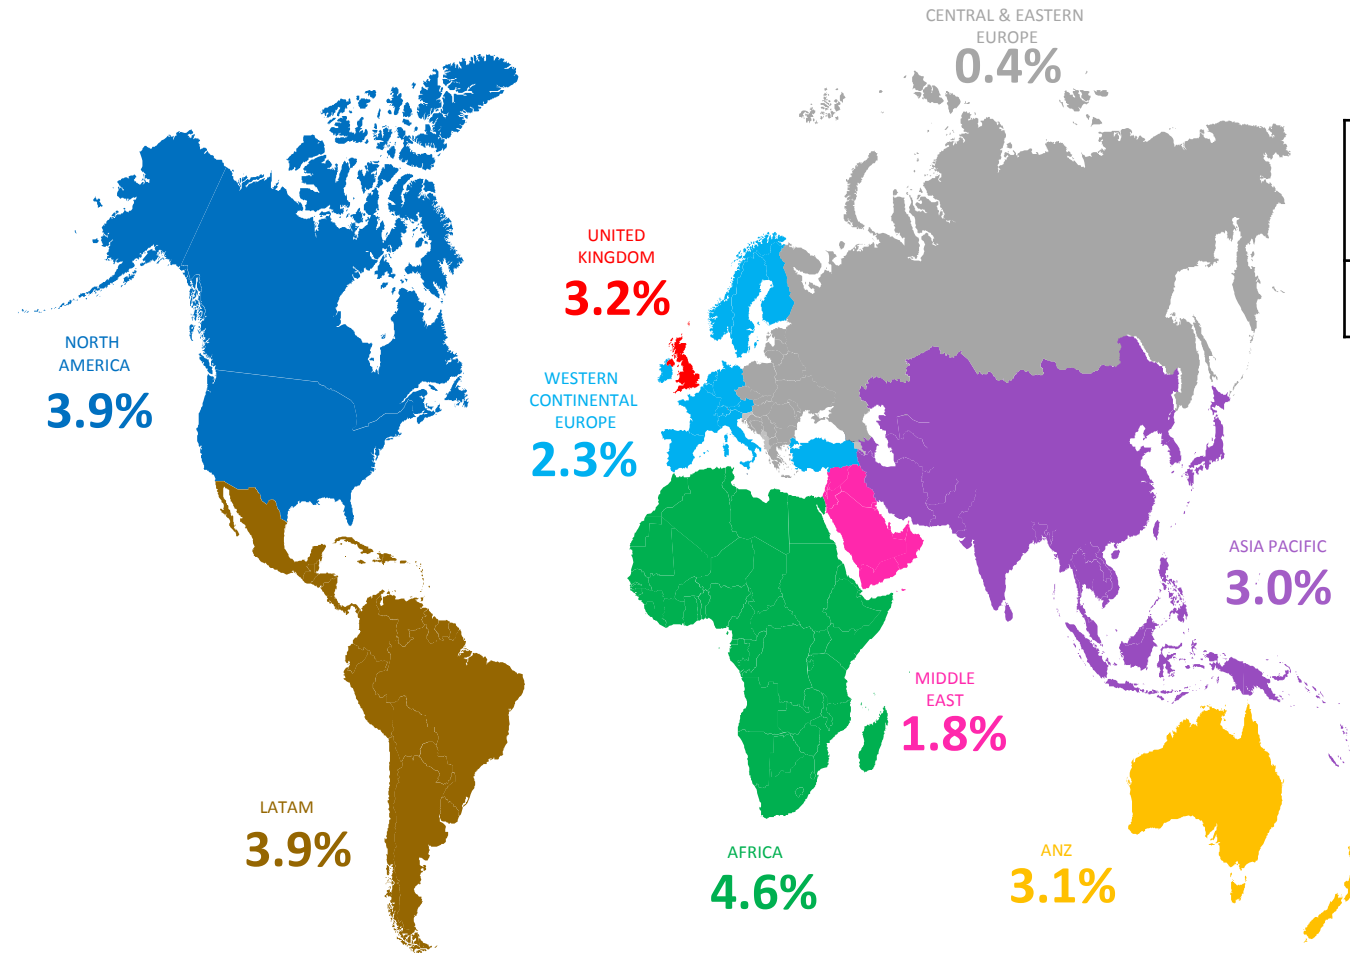 CENTRAL & EASTERN
EUROPE
0.4%
UNITED
KINGDOM
3.2%
NORTH
AMERICA
3.9%
WESTERN
CONTINENTAL
EUROPE
2.3%
ASIA PACIFIC
3.0%
MIDDLE
EAST
1.8%
LATAM
3.9%
AFRICA
4.6%
ANZ
3.1%